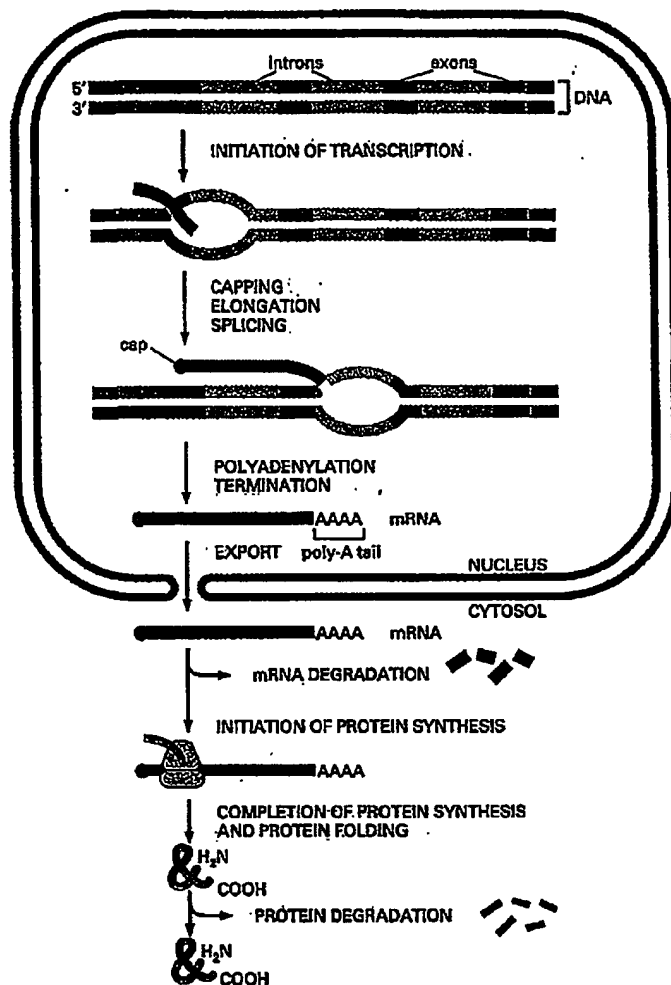 introns exons
5'
3'
DNA
INITIATION OF TRANSCRIPTION
CAPPING
ELONGATION
SPLICING
cap
POLYADENYLATION
TERMINATION
AAAA mRNA
EXPORT poly-A tail
NUCLEUS
CYTOSOL
AAAA mRNA
mRNA DEGRADATION
INITIATION OF PROTEIN SYNTHESIS
AAAA
COMPLETION OF PROTEIN SYNTHESIS
AND PROTEIN FOLDING
H₂N
COOH
PROTEIN DEGRADATION
H₂N
COOH